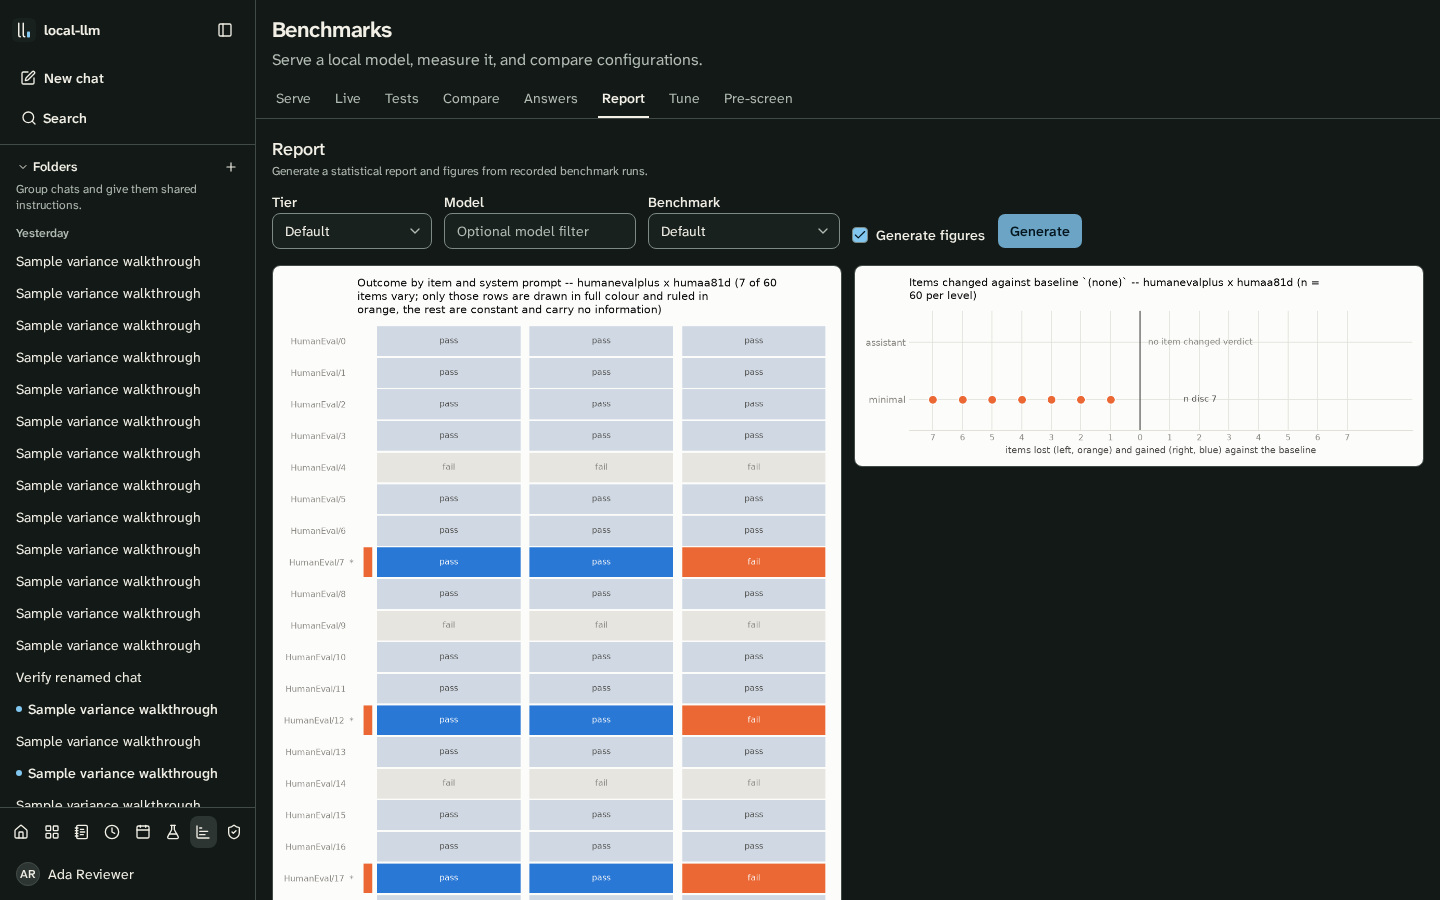 local-llm
New chat
Search
Folders
Group chats and give them shared
instructions.
Yesterday
Sample variance walkthrough
Sample variance walkthrough
Sample variance walkthrough
Sample variance walkthrough
Sample variance walkthrough
Sample variance walkthrough
Sample variance walkthrough
Sample variance walkthrough
Sample variance walkthrough
Sample variance walkthrough
Sample variance walkthrough
Sample variance walkthrough
Sample variance walkthrough
Verify renamed chat
Sample variance walkthrough
Sample variance walkthrough
Sample variance walkthrough
Sample variance walkthrough
AR Ada Reviewer
Benchmarks
Serve a local model, measure it, and compare configurations.
Serve Live Tests Compare Answers Report Tune Pre-screen
Report
Generate a statistical report and figures from recorded benchmark runs.
Tier Model Benchmark
Default Optional model filter Default Generate figures Generate
Outcome by item and system prompt -- humanevalplus x humaa81d (7 of 60
items vary; only those rows are drawn in full colour and ruled in
orange, the rest are constant and carry no information)
HumanEval/0 pass pass pass
HumanEval/1 pass pass pass
HumanEval/2 pass pass pass
HumanEval/3 pass pass pass
HumanEval/4 fail fail fail
HumanEval/5 pass pass pass
HumanEval/6 pass pass pass
HumanEval/7 * pass pass fail
HumanEval/8 pass pass pass
HumanEval/9 fail fail fail
HumanEval/10 pass pass pass
HumanEval/11 pass pass pass
HumanEval/12 * pass pass fail
HumanEval/13 pass pass pass
HumanEval/14 fail fail fail
HumanEval/15 pass pass pass
HumanEval/16 pass pass pass
HumanEval/17 * pass pass fail
Items changed against baseline `(none)` -- humanevalplus x humaa81d (n =
60 per level)
assistant no item changed verdict
minimal n disc 7
7 6 5 4 3 2 1 0 1 2 3 4 5 6 7
items lost (left, orange) and gained (right, blue) against the baseline